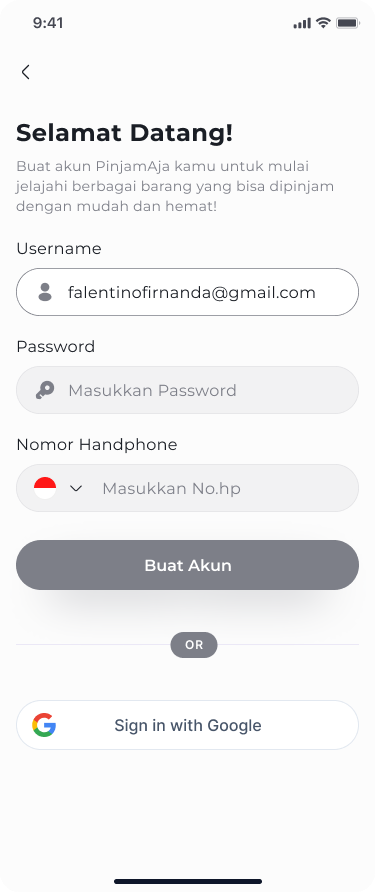 9:41
Selamat Datang!
Buat akun PinjamAja kamu untuk mulai
jelajahi berbagai barang yang bisa dipinjam
dengan mudah dan hemat!
Username
falentinofirnanda@gmail.com
Password
Masukkan Password
Nomor Handphone
Masukkan No.hp
Buat Akun
OR
Sign in with Google